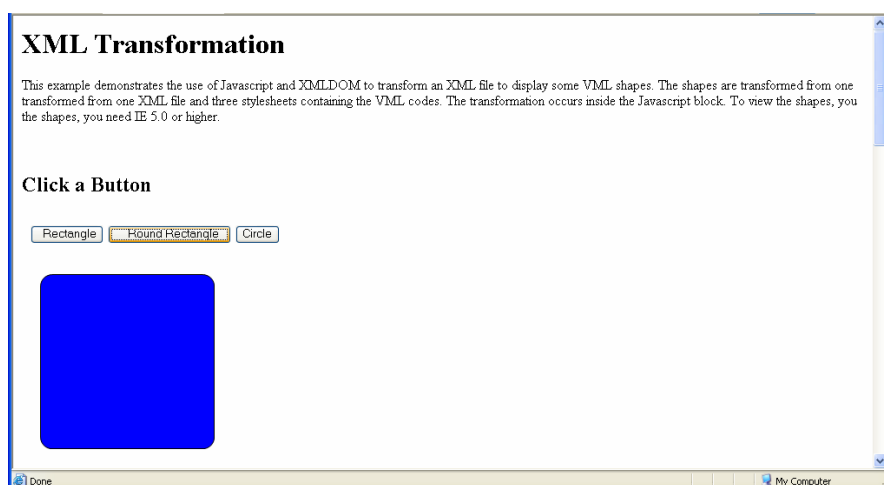 XML Transformation
This example demonstrates the use of Javascript and XMLDOM to transform an XML file to display some VML shapes. The shapes are transformed from one
transformed from one XML file and three stylesheets containing the VML codes. The transformation occurs inside the Javascript block. To view the shapes, you
the shapes, you need IE 5.0 or higher.
Click a Button
Rectangle Round Rectangle Circle
Done My Computer